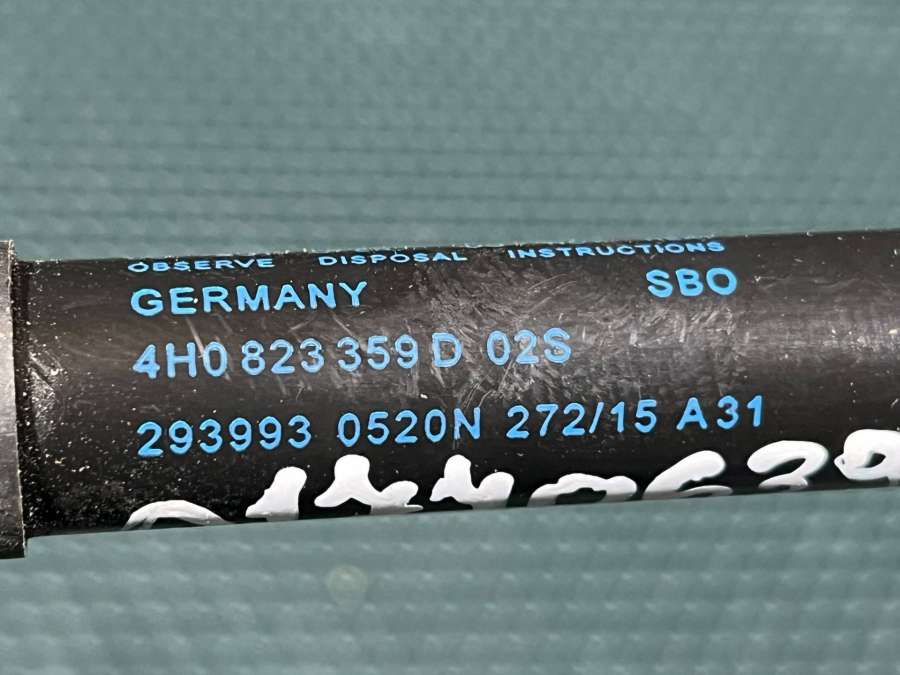 OBSERVE DISPOSAL INSTRUCTIONS
GERMANY SBO
4H0 823 359 D 02S
293993 0520N 272/15 A31